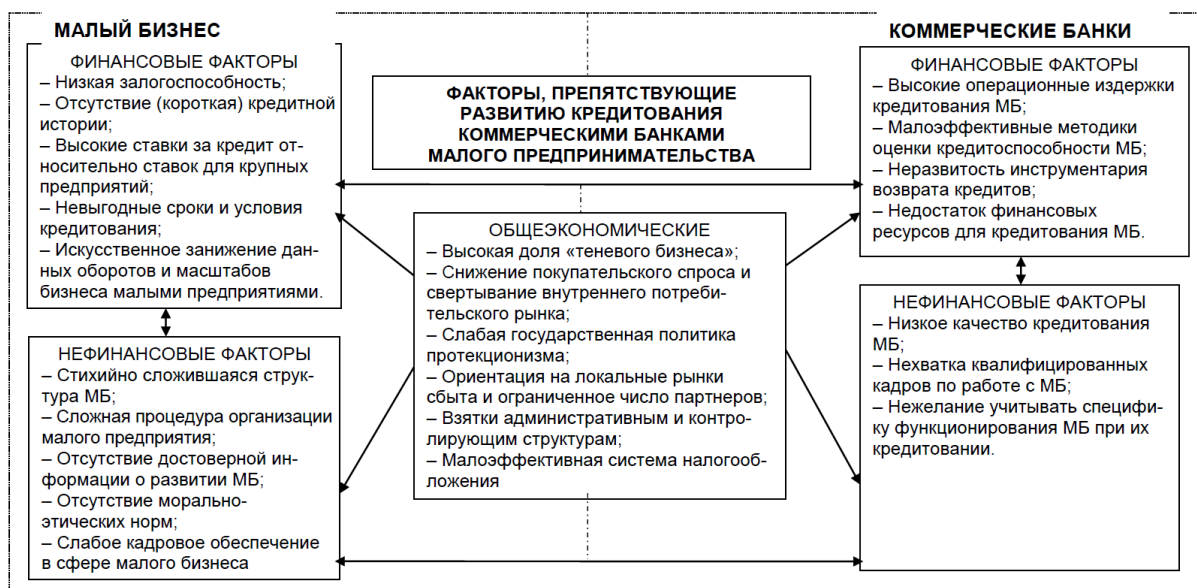 МАЛЫЙ БИЗНЕС
ФИНАНСОВЫЕ ФАКТОРЫ
– Низкая залогоспособность;
– Отсутствие (короткая) кредитной
истории;
– Высокие ставки за кредит от-
носительно ставок для крупных
предприятий;
– Невыгодные сроки и условия
кредитования;
– Искусственное занижение дан-
ных оборотов и масштабов
бизнеса малыми предприятиями.
НЕФИНАНСОВЫЕ ФАКТОРЫ
– Стихийно сложившаяся струк-
тура МБ;
– Сложная процедура организации
малого предприятия;
– Отсутствие достоверной ин-
формации о развитии МБ;
– Отсутствие морально-
этических норм;
– Слабое кадровое обеспечение
в сфере малого бизнеса
ФАКТОРЫ, ПРЕПЯТСТВУЮЩИЕ
РАЗВИТИЮ КРЕДИТОВАНИЯ
КОММЕРЧЕСКИМИ БАНКАМИ
МАЛОГО ПРЕДПРИНИМАТЕЛЬСТВА
ОБЩЕЭКОНОМИЧЕСКИЕ
– Высокая доля «теневого бизнеса»;
– Снижение покупательского спроса и
свертывание внутреннего потреби-
тельского рынка;
– Слабая государственная политика
протекционизма;
– Ориентация на локальные рынки
сбыта и ограниченное число партнеров;
– Взятки административным и контро-
лирующим структурам;
– Малоэффективная система налогооб-
ложения
КОММЕРЧЕСКИЕ БАНКИ
ФИНАНСОВЫЕ ФАКТОРЫ
– Высокие операционные издержки
кредитования МБ;
– Малоэффективные методики
оценки кредитоспособности МБ;
– Неразвитость инструментария
возврата кредитов;
– Недостаток финансовых
ресурсов для кредитования МБ.
НЕФИНАНСОВЫЕ ФАКТОРЫ
– Низкое качество кредитования
МБ;
– Нехватка квалифицированных
кадров по работе с МБ;
– Нежелание учитывать специфи-
ку функционирования МБ при их
кредитовании.